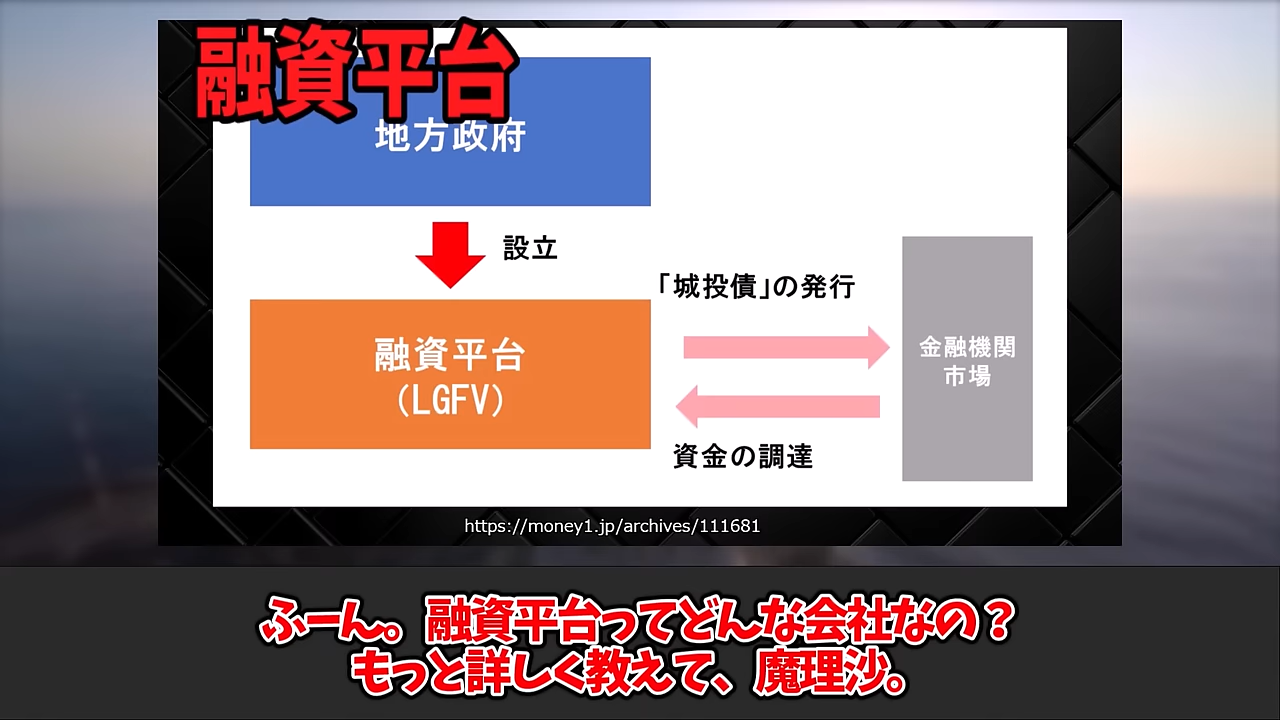 融資平台
地方政府
設立
「城投債」の発行
融資平台
(LGFV)
金融機関
市場
資金の調達
https://money1.jp/archives/111681
ふーん。融資平台ってどんな会社なの？
もっと詳しく教えて、魔理沙。